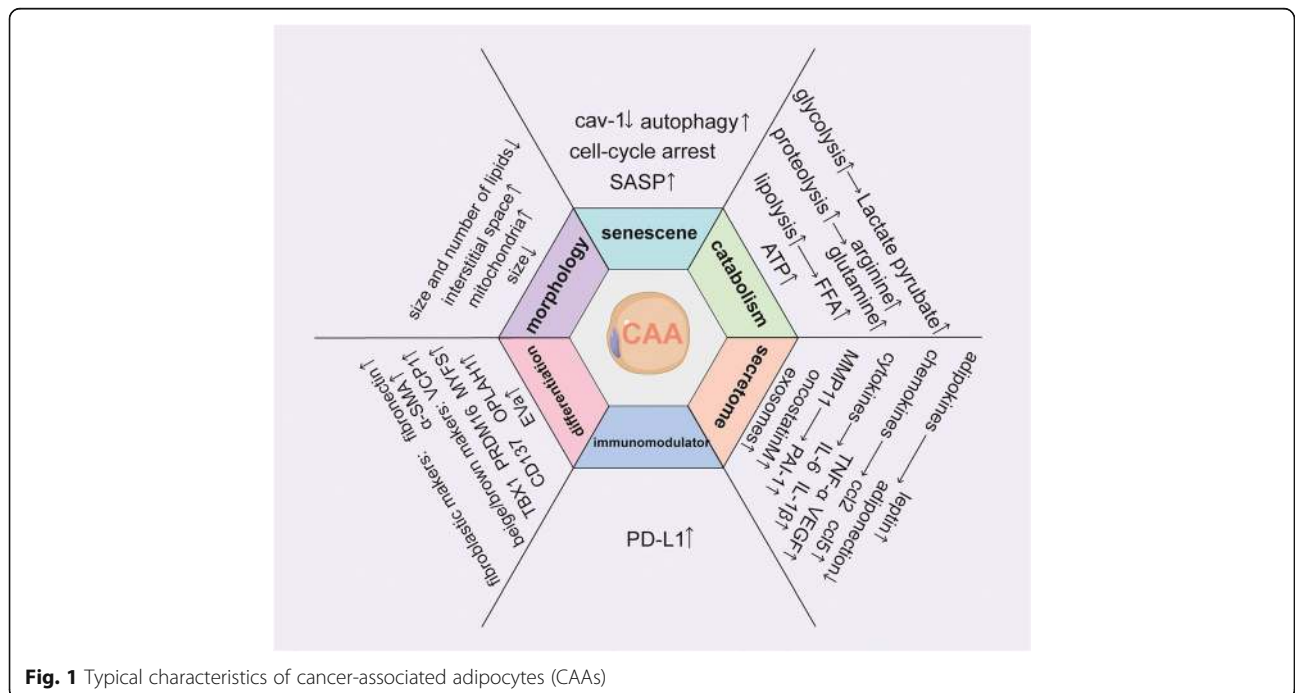 cav-1↓ autophagy↑
cell-cycle arrest
SASP↑
senescene
glycolysis↑→Lactate pyrubate↑
proteolysis↑→arginine↑
glutamine↑
lipolysis↑→FFA↑
ATP↑
catabolism
adipokines→leptin↑
adiponection↓
chemokines→ccl2 ccl5↑
cytokines→TNF-α VEGF↑
IL-6 IL-1β↑
MMP11→PAI-1↑
oncostatinM↑
exosomes↑
secretome
immunomodulator
PD-L1↑
differentiation
EVa↑
CD137 OPLAH1↑
TBX1 PRDM16 MYFS↑
beige/brown makers: VCP1↑
α-SMA↑
fibroblastic makers: fibronectin↑
morphology
size and number of lipids↓
interstitial space↑
mitochondria↑
size↓
CAA
Fig. 1 Typical characteristics of cancer-associated adipocytes (CAAs)